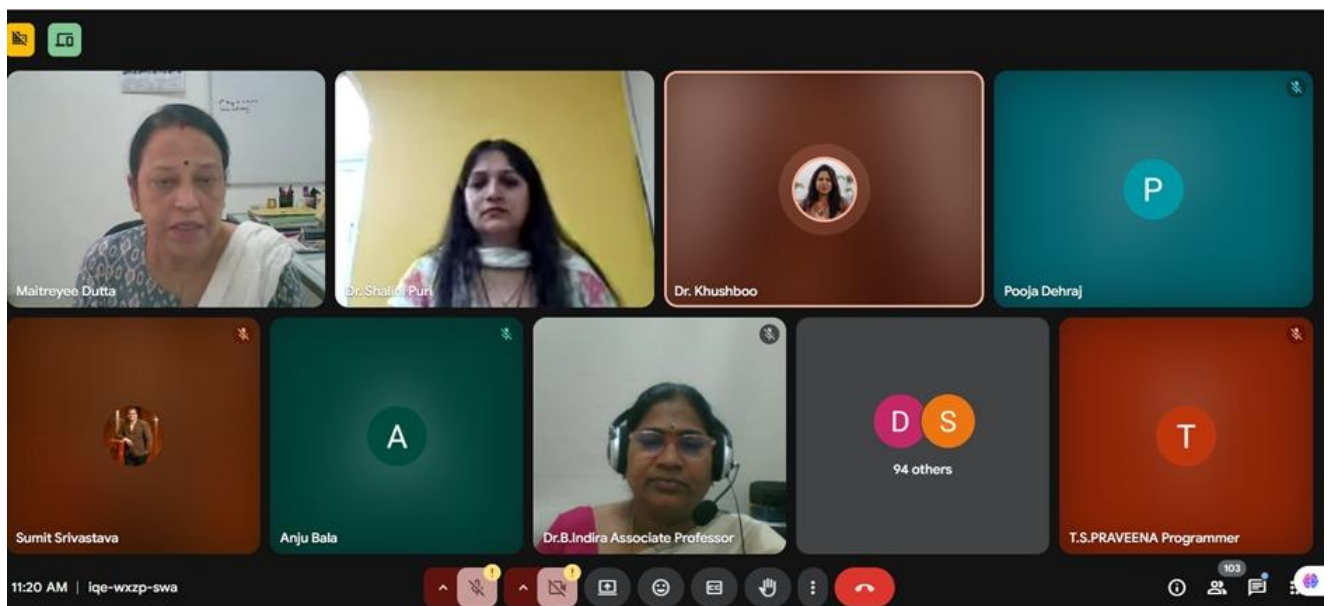 Maitreyee Dutta
Dr. Shalini Puri
Dr. Khushboo
P
Pooja Dehraj
Sumit Srivastava
A
Anju Bala
Dr.B.Indira Associate Professor
D S
94 others
T
T.S.PRAVEENA Programmer
11:20 AM | iqe-wxzp-swa
CC
103